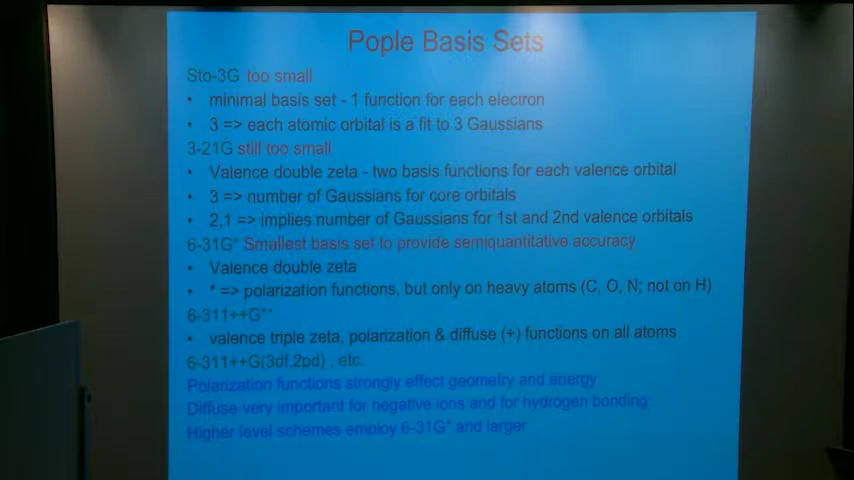 Pople Basis Sets
Sto-3G too small
• minimal basis set - 1 function for each electron
• 3 => each atomic orbital is a fit to 3 Gaussians
3-21G still too small
• Valence double zeta - two basis functions for each valence orbital
• 3 => number of Gaussians for core orbitals
• 2,1 => implies number of Gaussians for 1st and 2nd valence orbitals
6-31G* Smallest basis set to provide semiquantitative accuracy
• Valence double zeta
• * => polarization functions, but only on heavy atoms (C, O, N; not on H)
6-311++G**
• valence triple zeta, polarization & diffuse (+) functions on all atoms
6-311++G(3df,2pd) , etc.
Polarization functions strongly effect geometry and energy
Diffuse very important for negative ions and for hydrogen bonding
Higher level schemes employ 6-31G* and larger